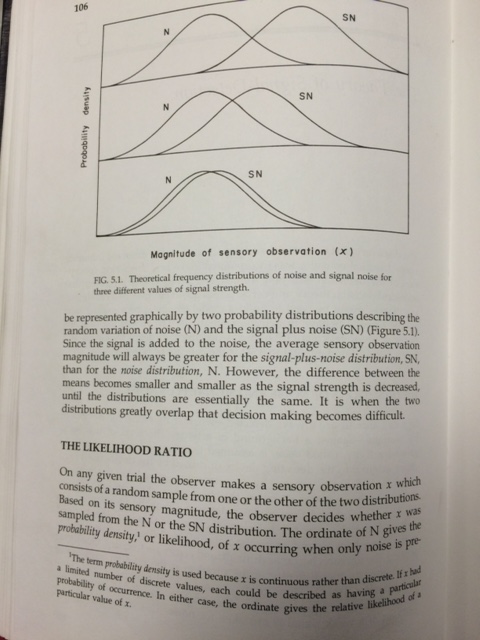 106
N
SN
N
SN
N
SN
Probability density
Magnitude of sensory observation (x)
FIG. 5.1. Theoretical frequency distributions of noise and signal noise for
three different values of signal strength.
be represented graphically by two probability distributions describing the
random variation of noise (N) and the signal plus noise (SN) (Figure 5.1).
Since the signal is added to the noise, the average sensory observation
magnitude will always be greater for the signal-plus-noise distribution, SN,
than for the noise distribution, N. However, the difference between the
means becomes smaller and smaller as the signal strength is decreased,
until the distributions are essentially the same. It is when the two
distributions greatly overlap that decision making becomes difficult.
THE LIKELIHOOD RATIO
On any given trial the observer makes a sensory observation x which
consists of a random sample from one or the other of the two distributions.
Based on its sensory magnitude, the observer decides whether x was
sampled from the N or the SN distribution. The ordinate of N gives the
probability density,¹ or likelihood, of x occurring when only noise is pre-
¹The term probability density is used because x is continuous rather than discrete. If x had
a limited number of discrete values, each could be described as having a particular
probability of occurrence. In either case, the ordinate gives the relative likelihood of a
particular value of x.